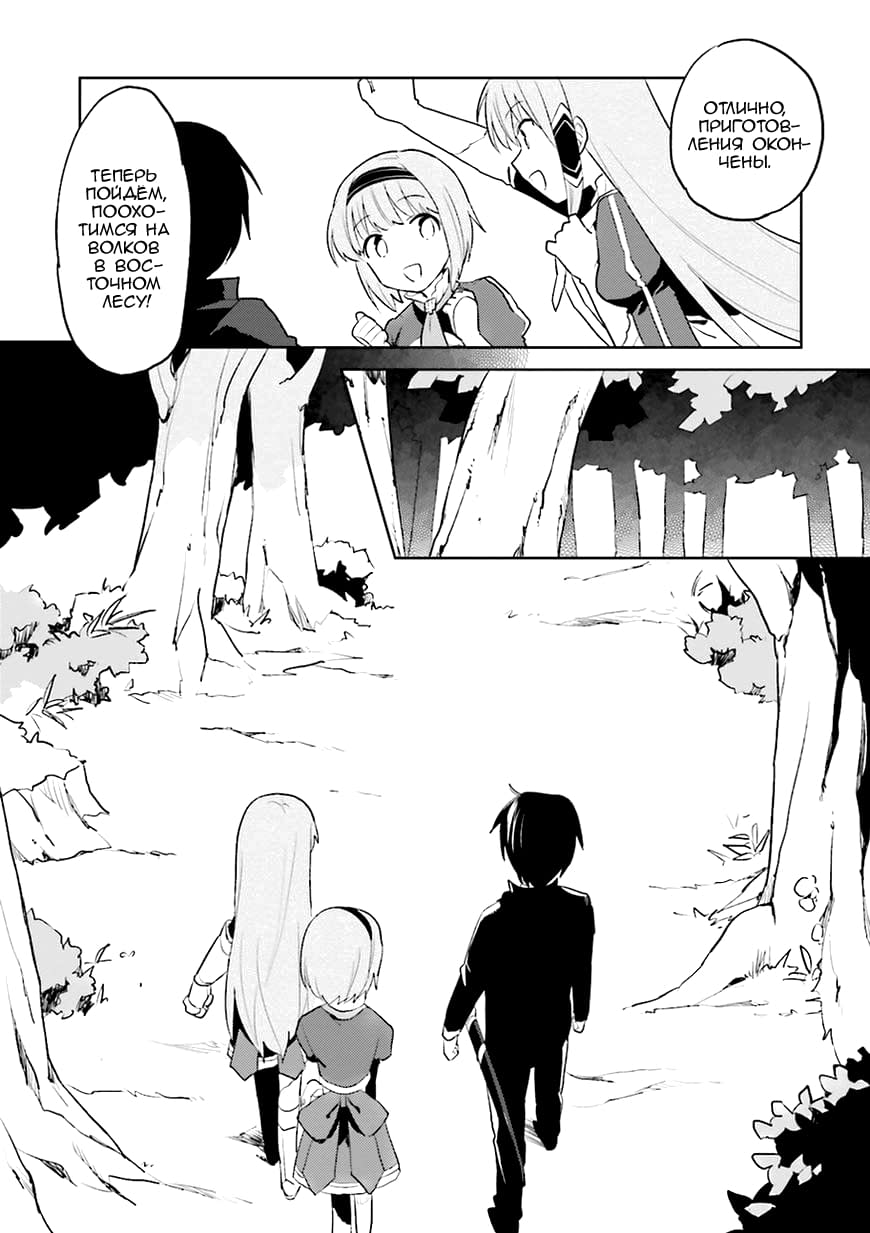 ОТЛИЧНО,
ПРИГОТОВ-
ЛЕНИЯ ОКОН-
ЧЕНЫ.
ТЕПЕРЬ
ПОЙДЁМ,
ПООХО-
ТИМСЯ НА
ВОЛКОВ
В ВОС-
ТОЧНОМ
ЛЕСУ!